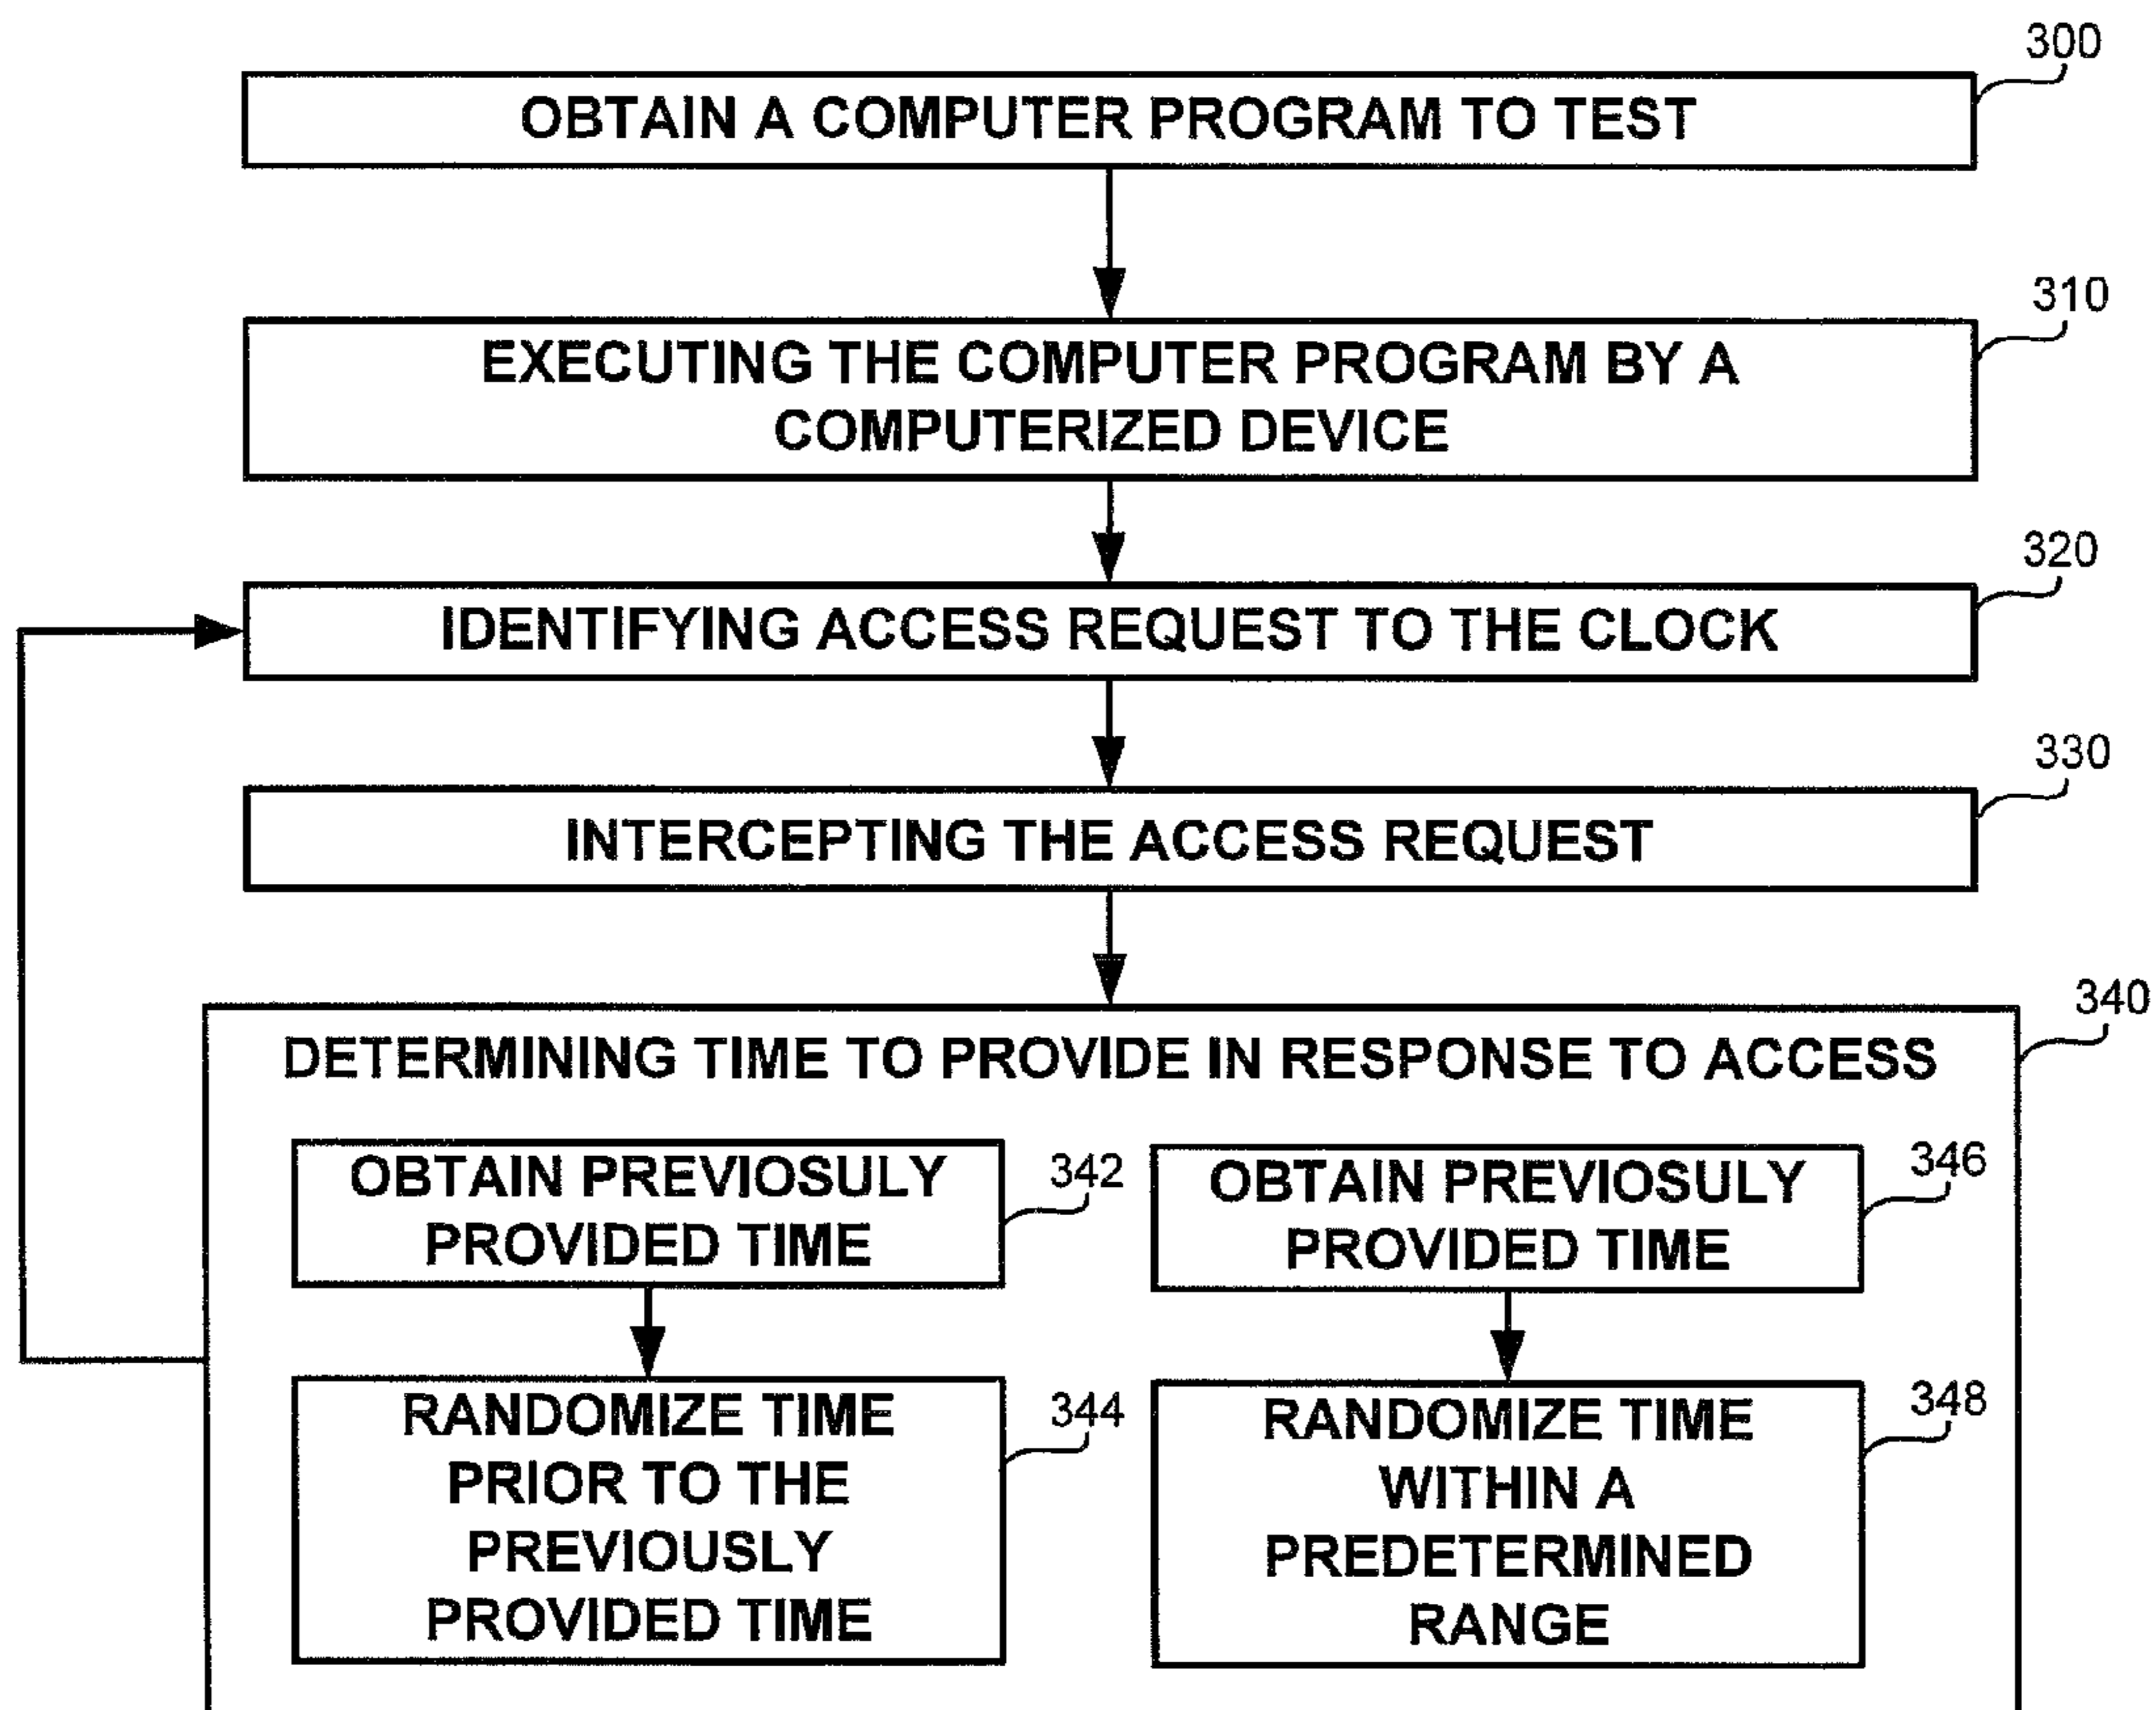 300
OBTAIN A COMPUTER PROGRAM TO TEST
310
EXECUTING THE COMPUTER PROGRAM BY A
COMPUTERIZED DEVICE
320
IDENTIFYING ACCESS REQUEST TO THE CLOCK
330
INTERCEPTING THE ACCESS REQUEST
340
DETERMINING TIME TO PROVIDE IN RESPONSE TO ACCESS
OBTAIN PREVIOSULY
PROVIDED TIME
342
OBTAIN PREVIOSULY
PROVIDED TIME
346
RANDOMIZE TIME
PRIOR TO THE
PREVIOUSLY
PROVIDED TIME
344
RANDOMIZE TIME
WITHIN A
PREDETERMINED
RANGE
348